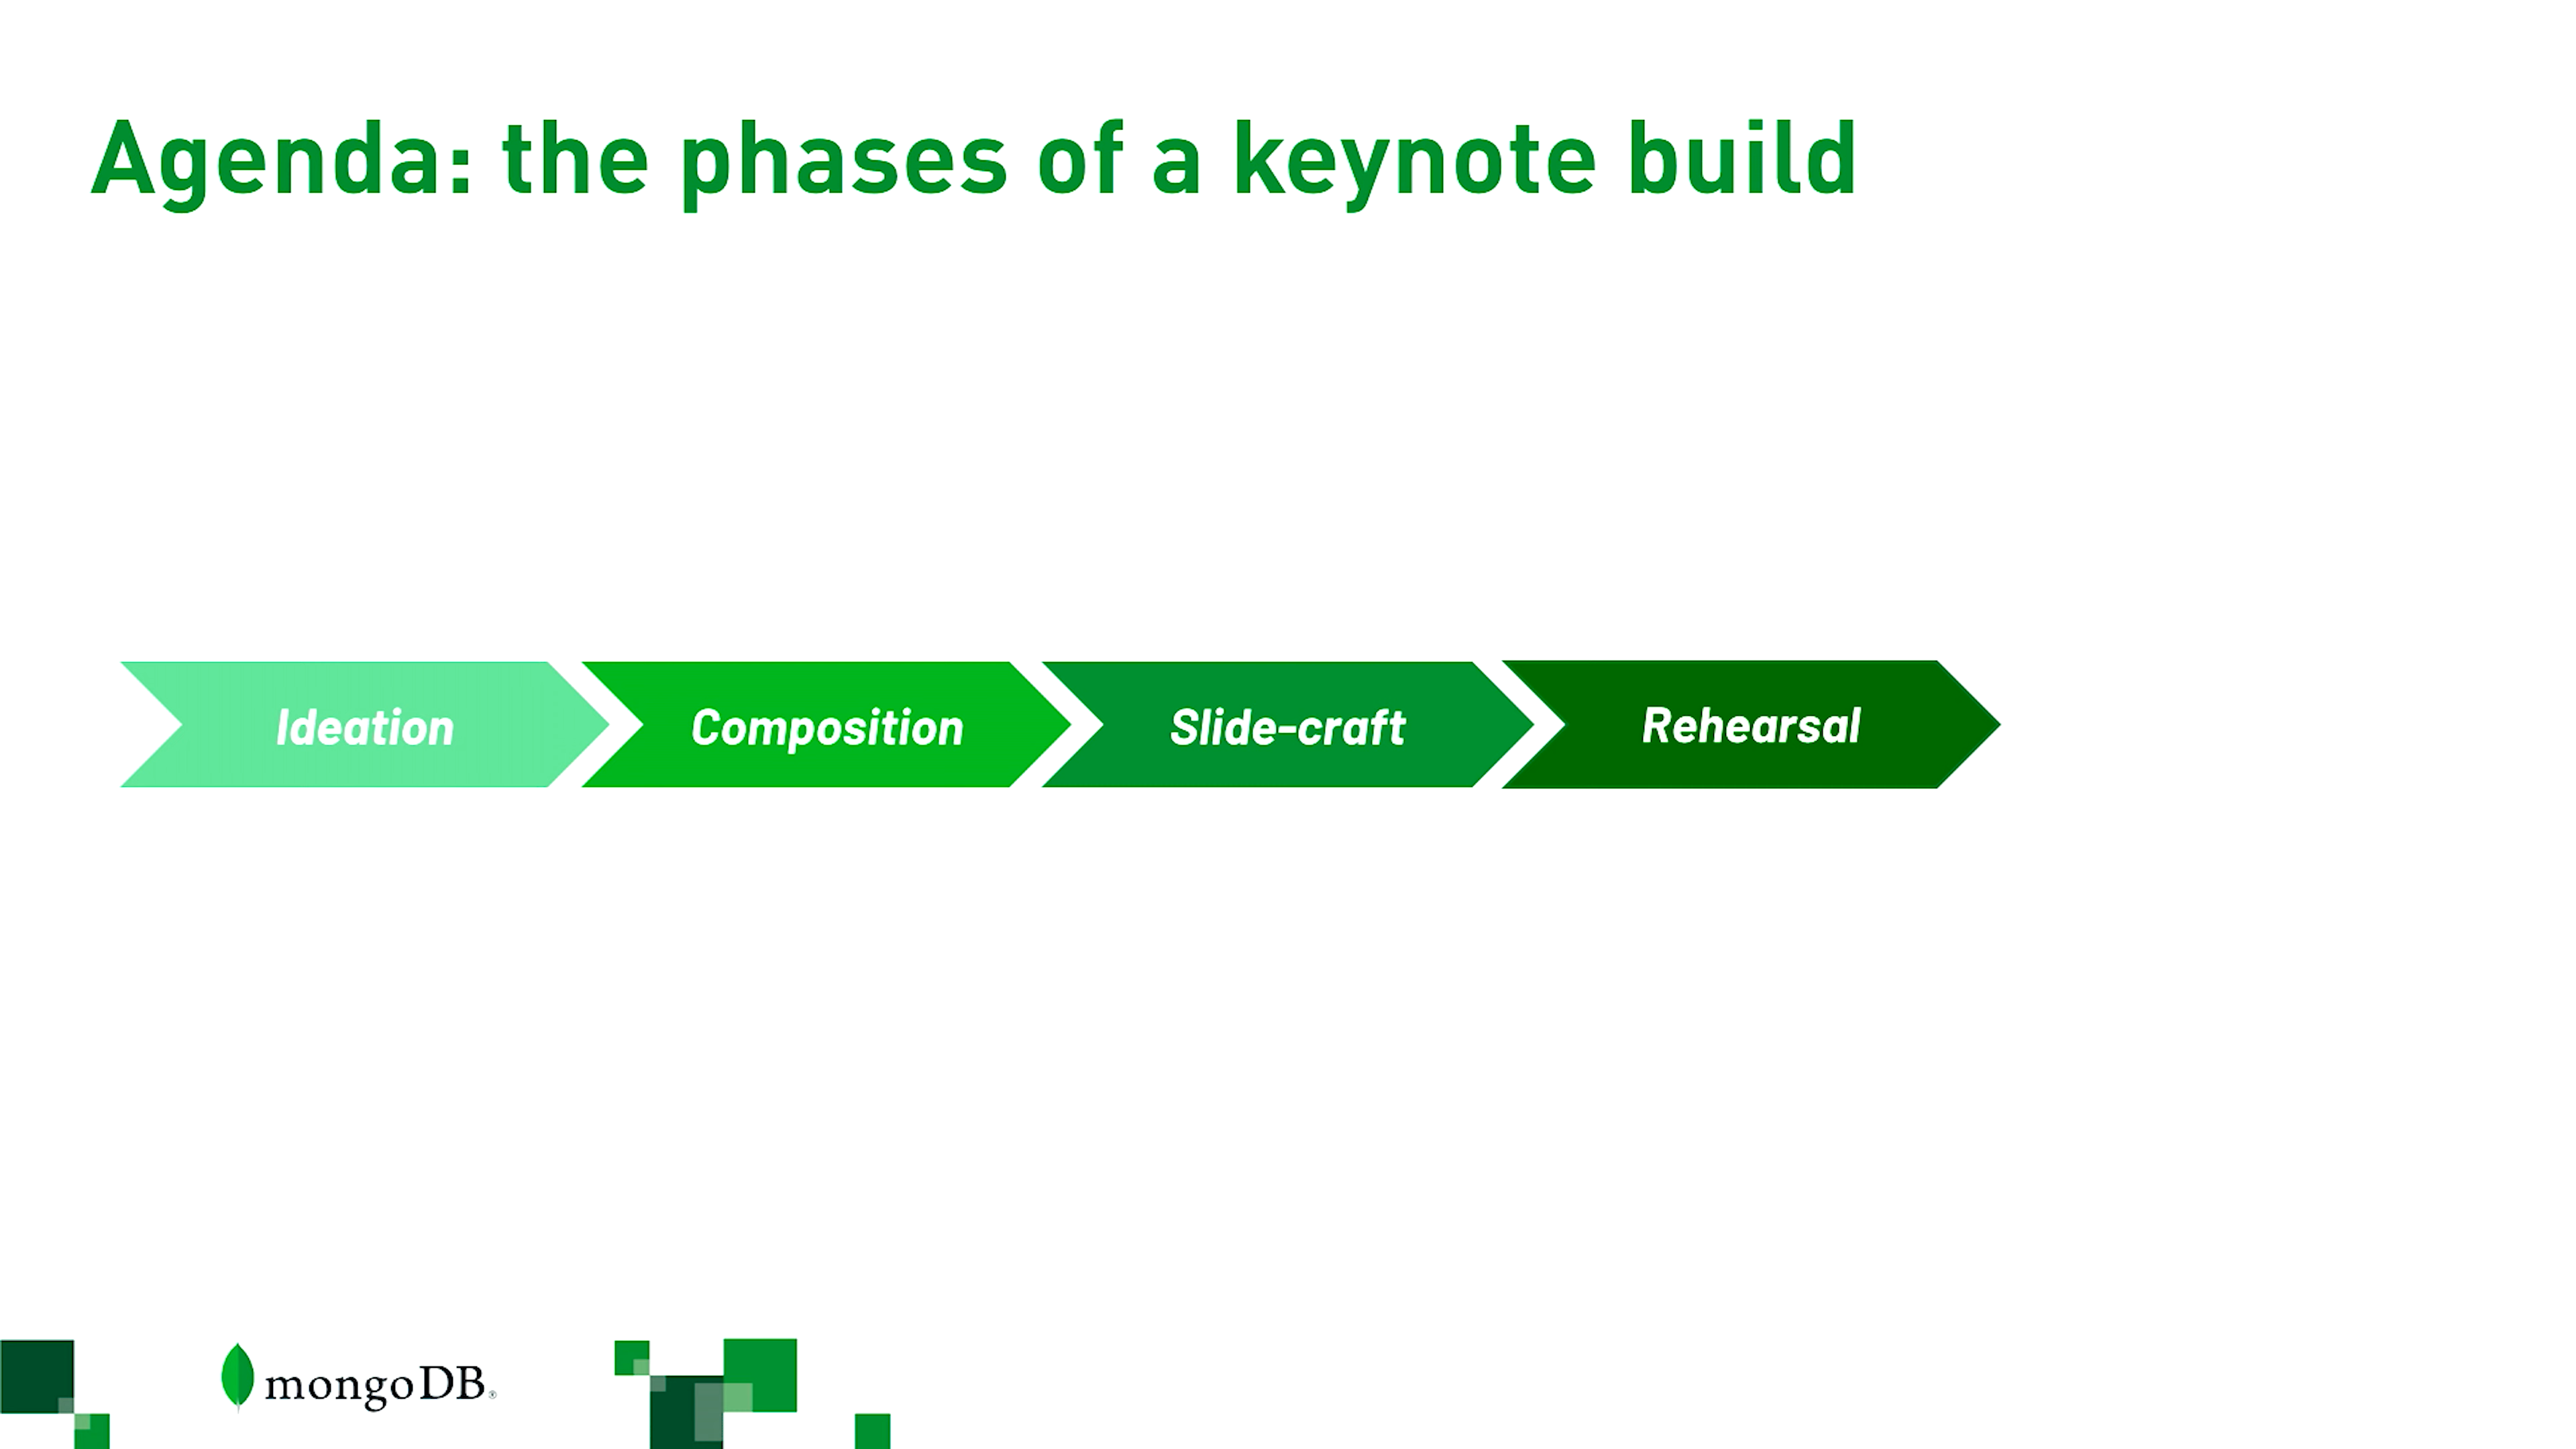 Agenda: the phases of a keynote build
Ideation
Composition
Slide-craft
Rehearsal
mongoDB®